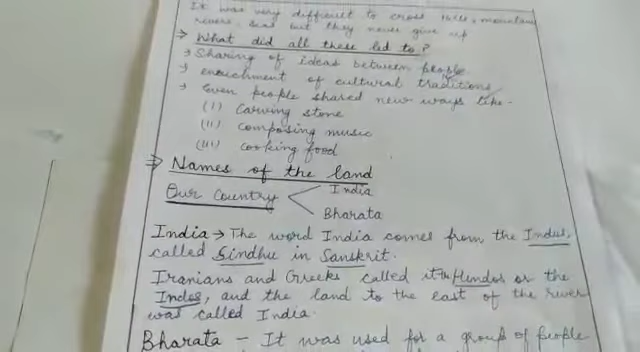 It was very difficult to cross hills, mountains
rivers, seas but they never give up
→ What did all these led to?
→ Sharing of ideas between people
→ enrichment of cultural traditions
→ Even people shared new ways like-
(i) Carving stone
(ii) composing music
(iii) cooking food
⇒ Names of the land
Our Country < India
Bharata
India → The word India comes from the Indus,
called Sindhu in Sanskrit.
Iranians and Greeks called it the Hindos or the
Indos, and the land to the east of the river
was called India.
Bharata - It was used for a group of people